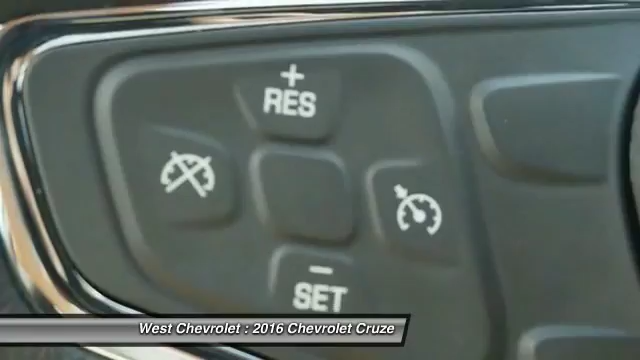 +
RES
–
SET
West Chevrolet : 2016 Chevrolet Cruze